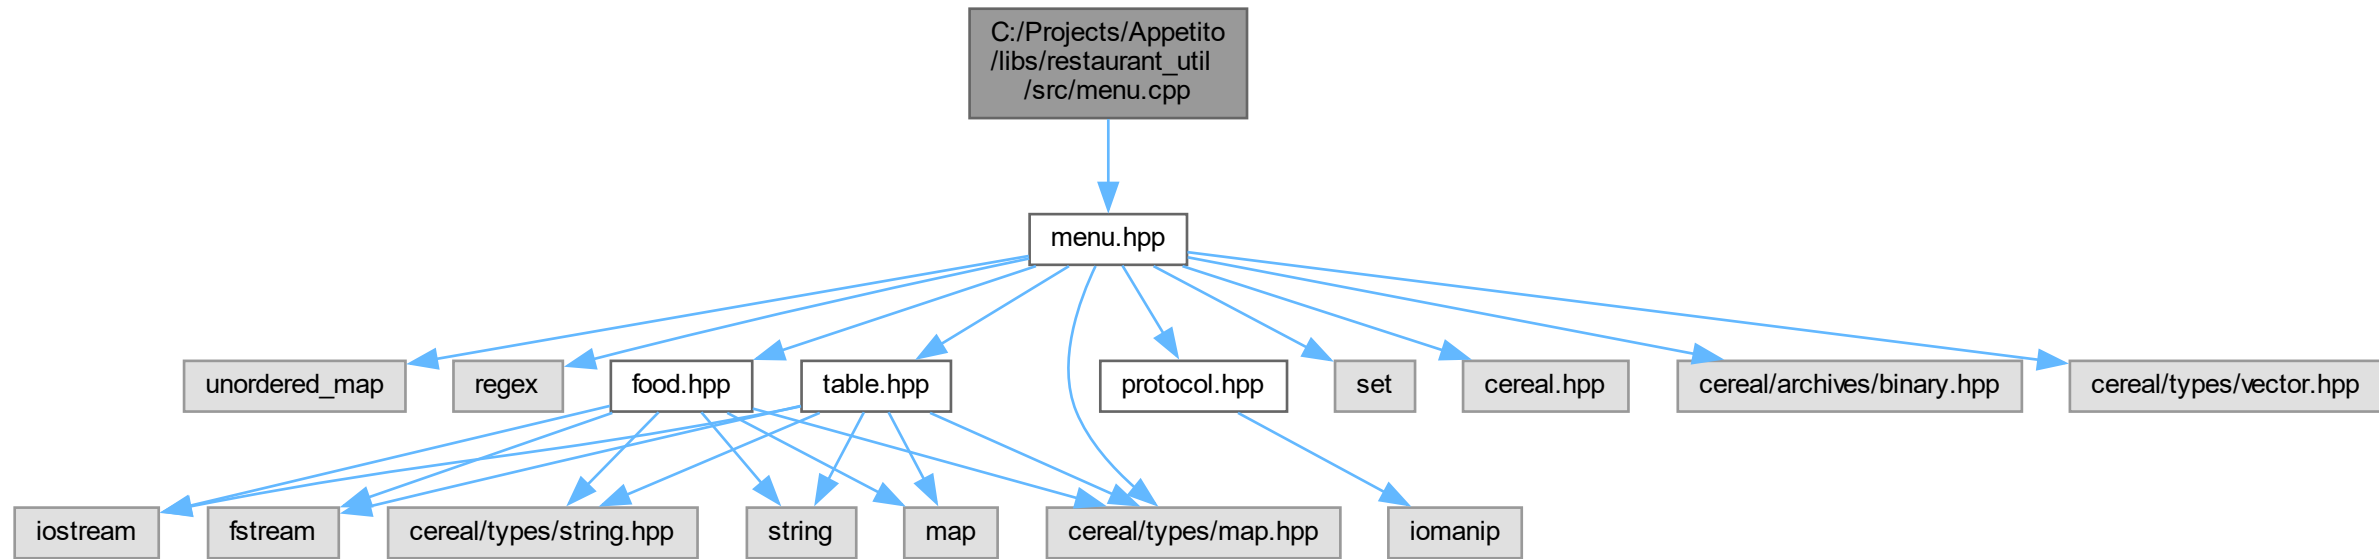 C:/Projects/Appetito
/libs/restaurant_util
/src/menu.cpp
menu.hpp
unordered_map
regex
food.hpp
table.hpp
protocol.hpp
set
cereal.hpp
cereal/archives/binary.hpp
cereal/types/vector.hpp
iostream
fstream
cereal/types/string.hpp
string
map
cereal/types/map.hpp
iomanip